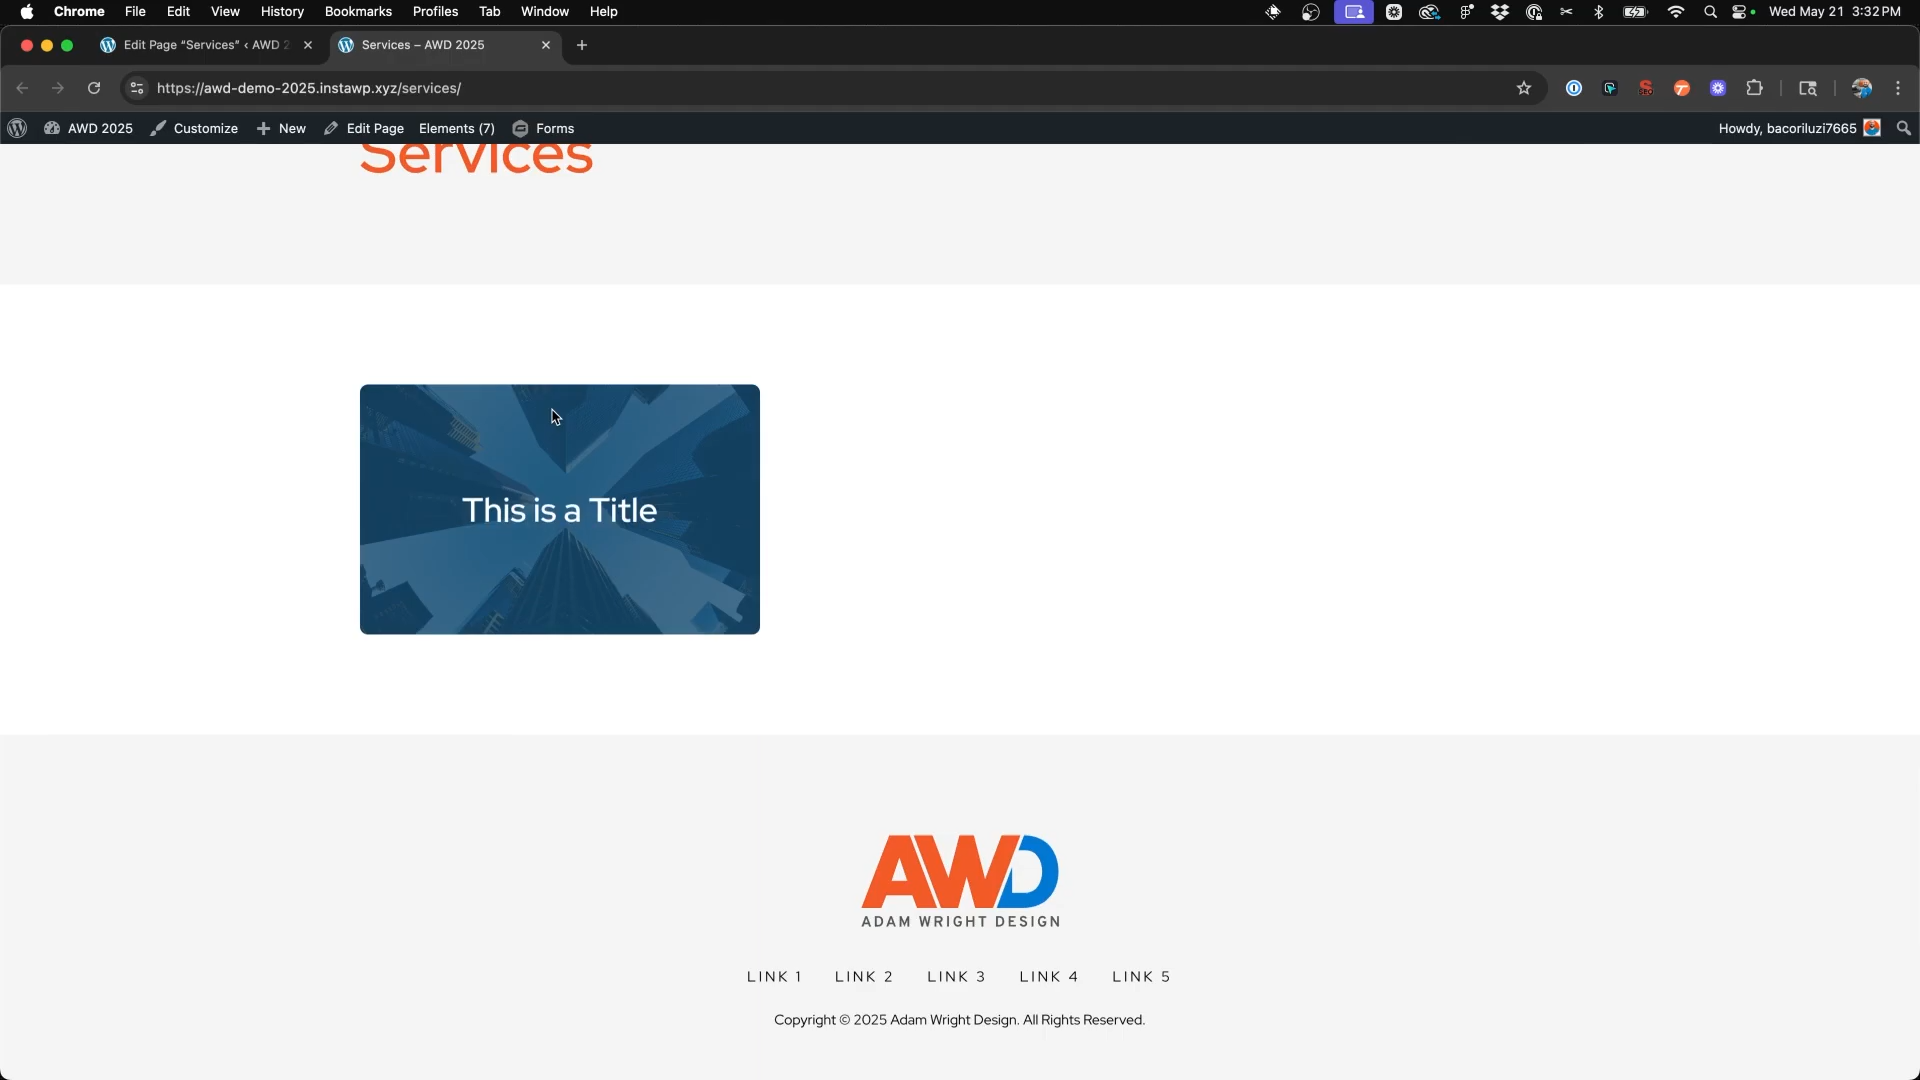 Chrome File Edit View History Bookmarks Profiles Tab Window Help Wed May 21 3:32 PM
Edit Page “Services” ‹ AWD 2 Services – AWD 2025
https://awd-demo-2025.instawp.xyz/services/
AWD 2025 Customize New Edit Page Elements (7) Forms Howdy, bacoriluzi7665
Services
This is a Title
AWD
ADAM WRIGHT DESIGN
LINK 1 LINK 2 LINK 3 LINK 4 LINK 5
Copyright © 2025 Adam Wright Design. All Rights Reserved.